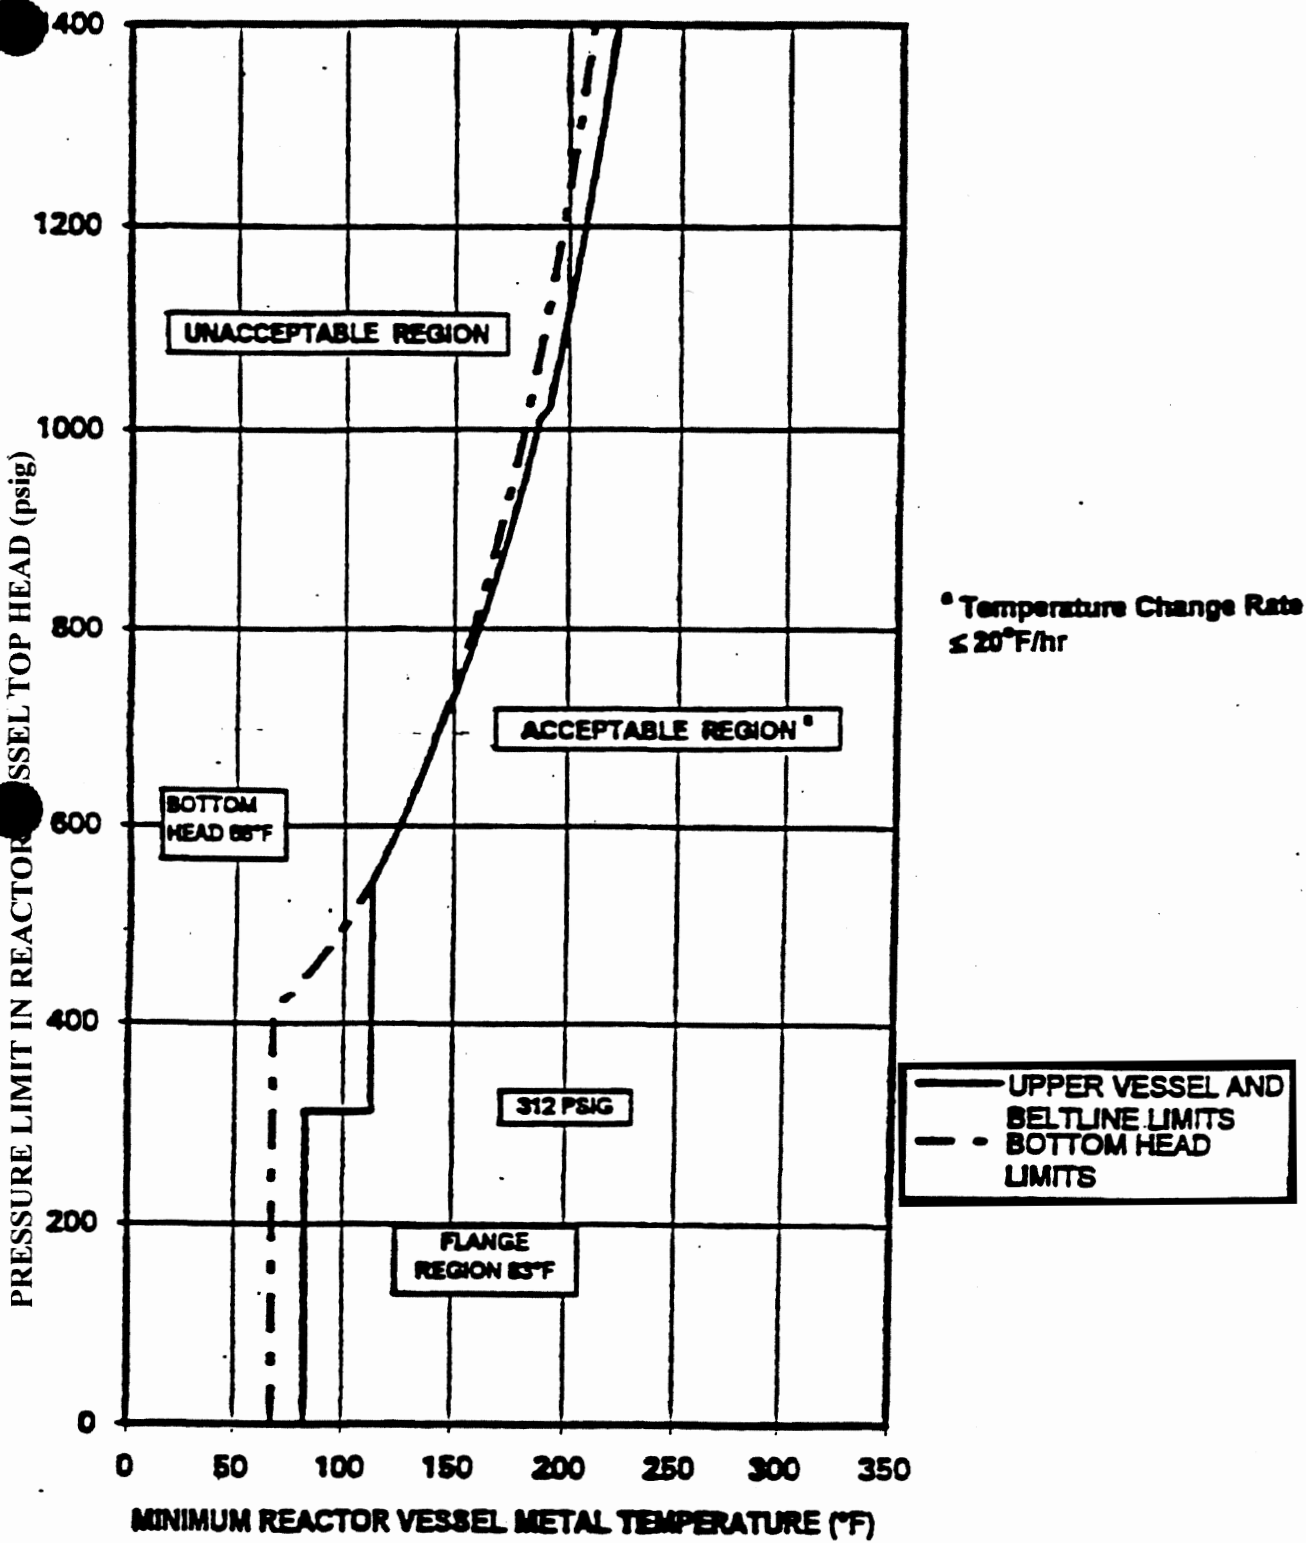 1400
1200
1000
800
600
400
200
0
PRESSURE LIMIT IN REACTOR SSEL TOP HEAD (psig)
UNACCEPTABLE REGION
ACCEPTABLE REGION a
a Temperature Change Rate
≤ 20°F/hr
BOTTOM
HEAD
312 PSIG
FLANGE
REGION 83°F
UPPER VESSEL AND
BELTLINE LIMITS
BOTTOM HEAD
LIMITS
0 50 100 150 200 250 300 350
MINIMUM REACTOR VESSEL METAL TEMPERATURE (°F)